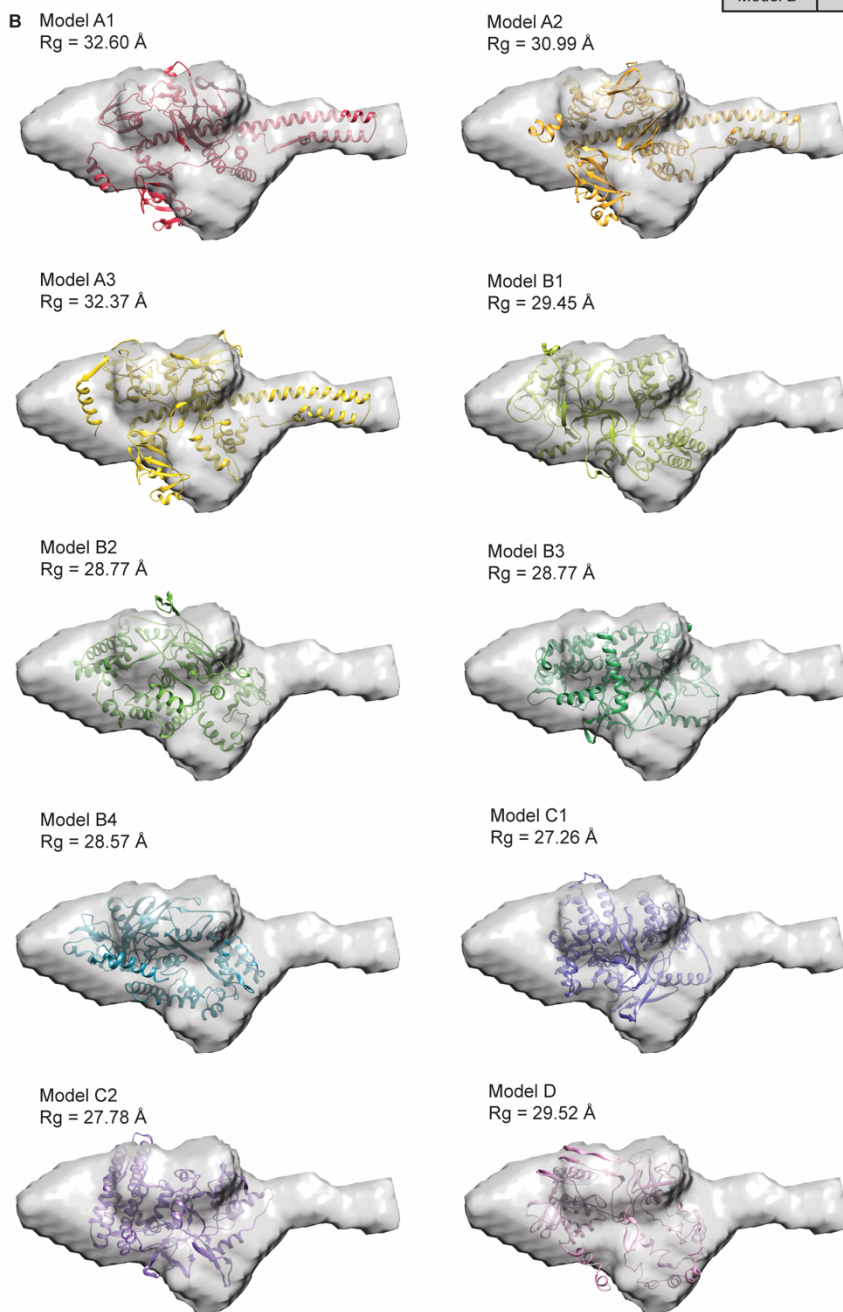 Model D
B
Model A1
Rg = 32.60 Å
Model A2
Rg = 30.99 Å
Model A3
Rg = 32.37 Å
Model B1
Rg = 29.45 Å
Model B2
Rg = 28.77 Å
Model B3
Rg = 28.77 Å
Model B4
Rg = 28.57 Å
Model C1
Rg = 27.26 Å
Model C2
Rg = 27.78 Å
Model D
Rg = 29.52 Å